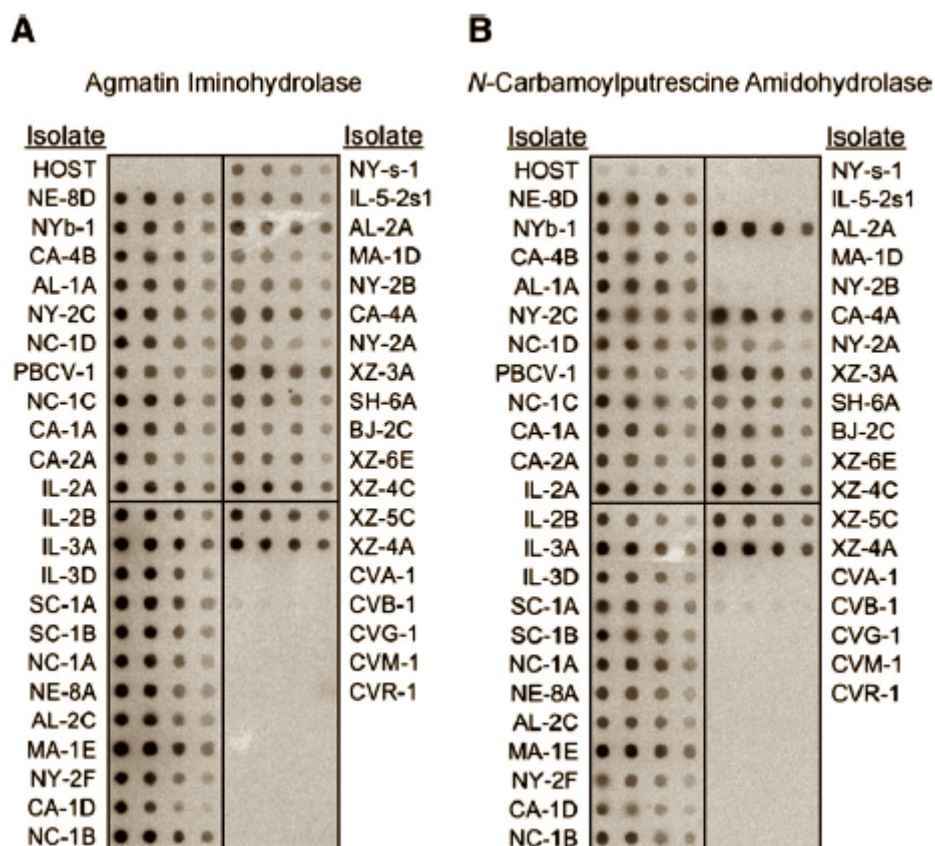 A
Agmatin Iminohydrolase
Isolate
Isolate
HOST
NY-s-1
NE-8D
IL-5-2s1
NYb-1
AL-2A
CA-4B
MA-1D
AL-1A
NY-2B
NY-2C
CA-4A
NC-1D
NY-2A
PBCV-1
XZ-3A
NC-1C
SH-6A
CA-1A
BJ-2C
CA-2A
XZ-6E
IL-2A
XZ-4C
IL-2B
XZ-5C
IL-3A
XZ-4A
IL-3D
CVA-1
SC-1A
CVB-1
SC-1B
CVG-1
NC-1A
CVM-1
NE-8A
CVR-1
AL-2C
MA-1E
NY-2F
CA-1D
NC-1B
B
N-Carbamoylputrescine Amidohydrolase
Isolate
Isolate
HOST
NY-s-1
NE-8D
IL-5-2s1
NYb-1
AL-2A
CA-4B
MA-1D
AL-1A
NY-2B
NY-2C
CA-4A
NC-1D
NY-2A
PBCV-1
XZ-3A
NC-1C
SH-6A
CA-1A
BJ-2C
CA-2A
XZ-6E
IL-2A
XZ-4C
IL-2B
XZ-5C
IL-3A
XZ-4A
IL-3D
CVA-1
SC-1A
CVB-1
SC-1B
CVG-1
NC-1A
CVM-1
NE-8A
CVR-1
AL-2C
MA-1E
NY-2F
CA-1D
NC-1B